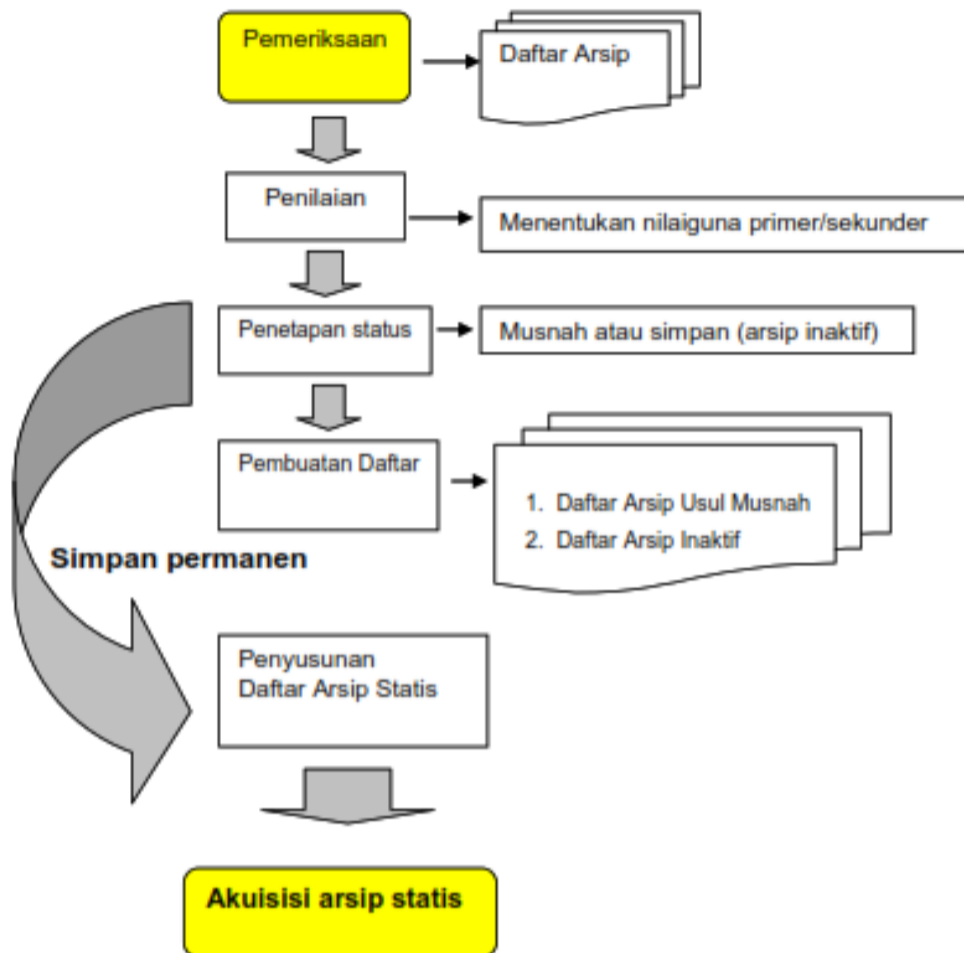 Pemeriksaan
Daftar Arsip
Penilaian
Menentukan nilaiguna primer/sekunder
Penetapan status
Musnah atau simpan (arsip inaktif)
Pembuatan Daftar
1. Daftar Arsip Usul Musnah
2. Daftar Arsip Inaktif
Simpan permanen
Penyusunan
Daftar Arsip Statis
Akuisisi arsip statis